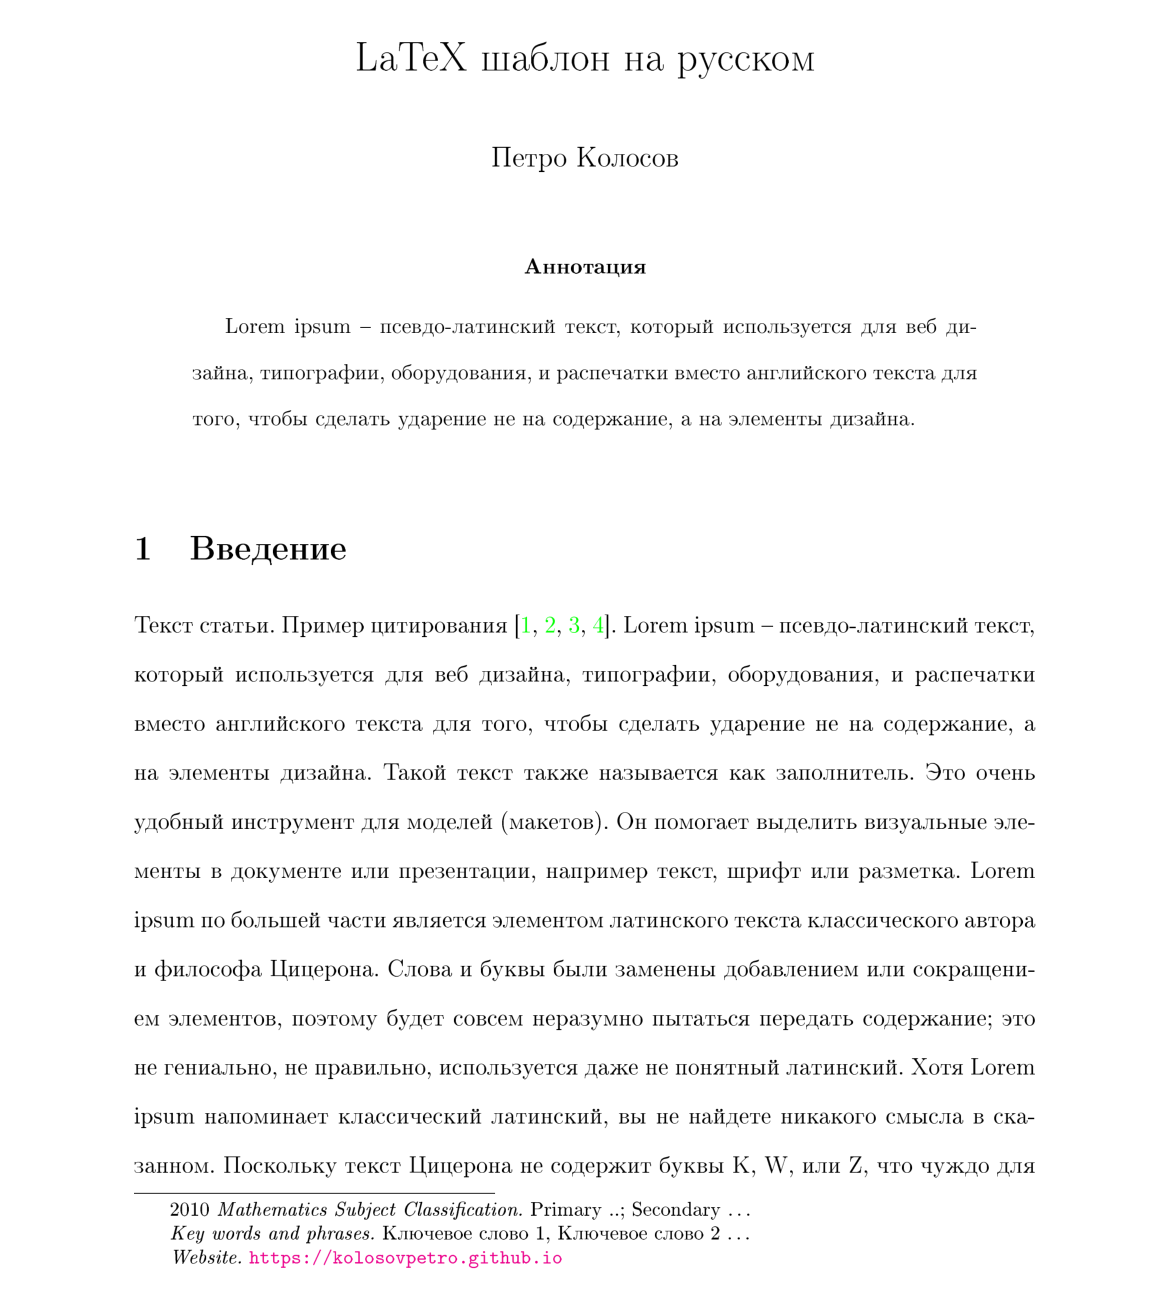 LaTeX шаблон на русском
Петро Колосов
Аннотация
Lorem ipsum – псевдо-латинский текст, который используется для веб ди-
зайна, типографии, оборудования, и распечатки вместо английского текста для
того, чтобы сделать ударение не на содержание, а на элементы дизайна.
1 Введение
Текст статьи. Пример цитирования [1, 2, 3, 4]. Lorem ipsum – псевдо-латинский текст,
который используется для веб дизайна, типографии, оборудования, и распечатки
вместо английского текста для того, чтобы сделать ударение не на содержание, а
на элементы дизайна. Такой текст также называется как заполнитель. Это очень
удобный инструмент для моделей (макетов). Он помогает выделить визуальные эле-
менты в документе или презентации, например текст, шрифт или разметка. Lorem
ipsum по большей части является элементом латинского текста классического автора
и философа Цицерона. Слова и буквы были заменены добавлением или сокращени-
ем элементов, поэтому будет совсем неразумно пытаться передать содержание; это
не гениально, не правильно, используется даже не понятный латинский. Хотя Lorem
ipsum напоминает классический латинский, вы не найдете никакого смысла в ска-
занном. Поскольку текст Цицерона не содержит буквы K, W, или Z, что чуждо для
2010 Mathematics Subject Classification. Primary ..; Secondary ...
Key words and phrases. Ключевое слово 1, Ключевое слово 2 ...
Website. https://kolosovpetro.github.io